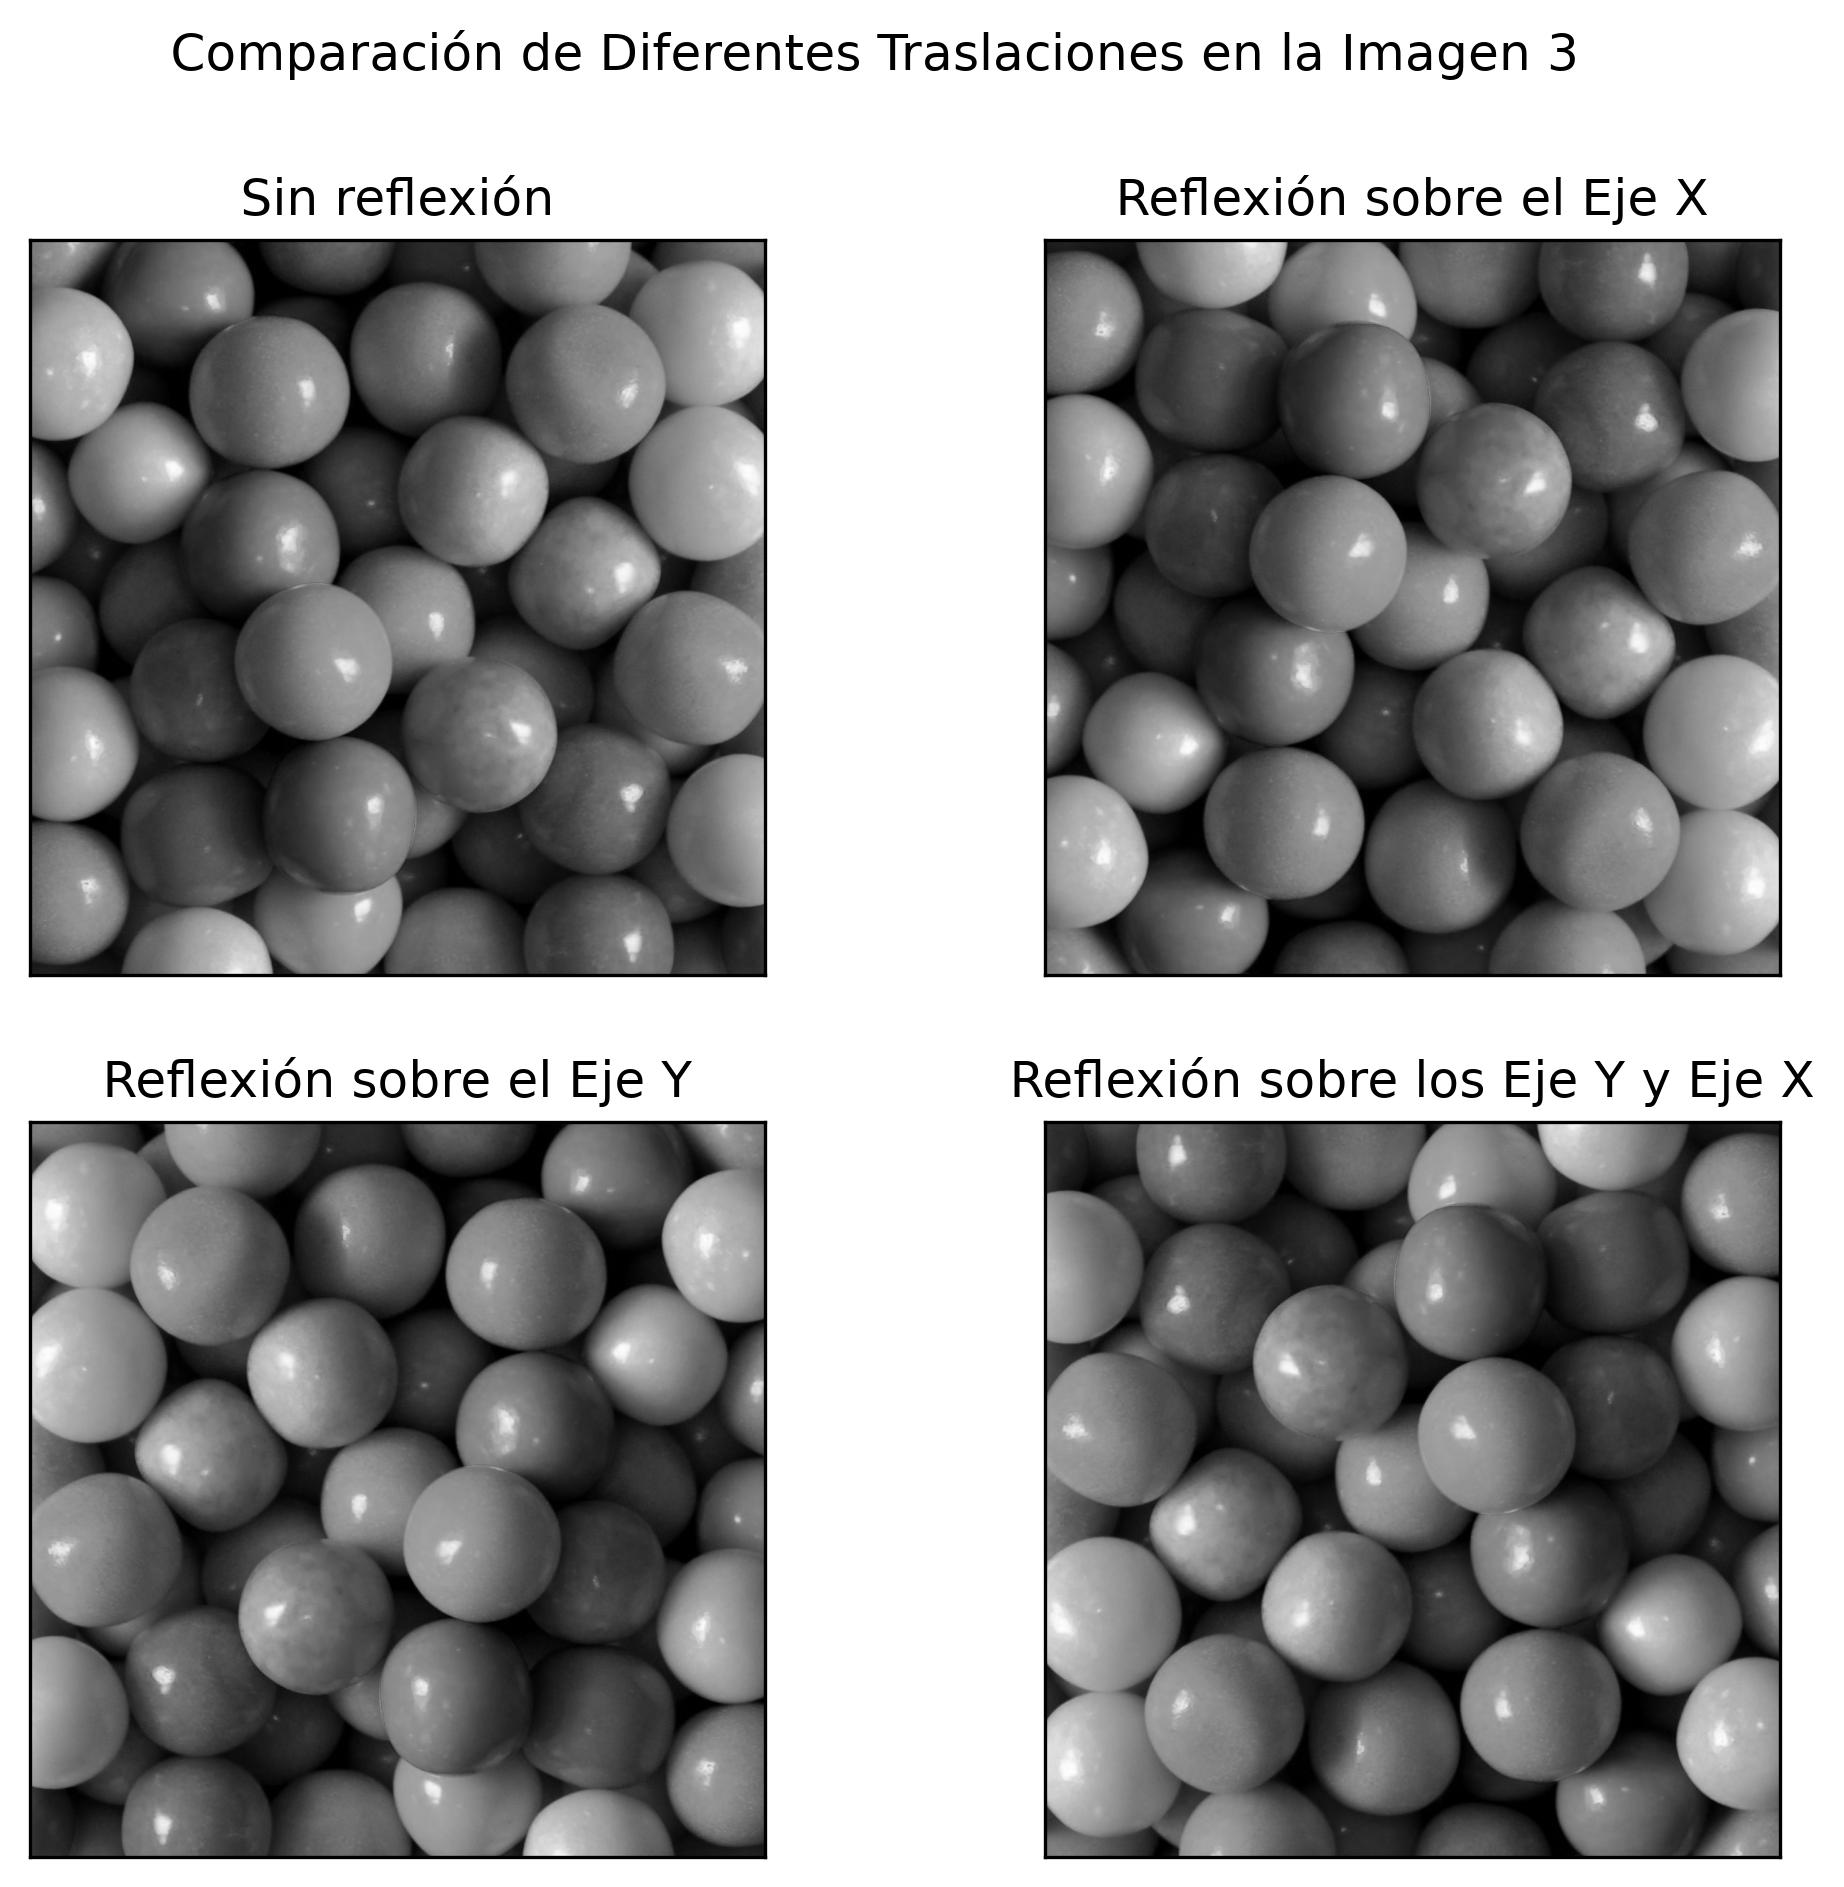 Comparación de Diferentes Traslaciones en la Imagen 3
Sin reflexión
Reflexión sobre el Eje X
Reflexión sobre el Eje Y
Reflexión sobre los Eje Y y Eje X